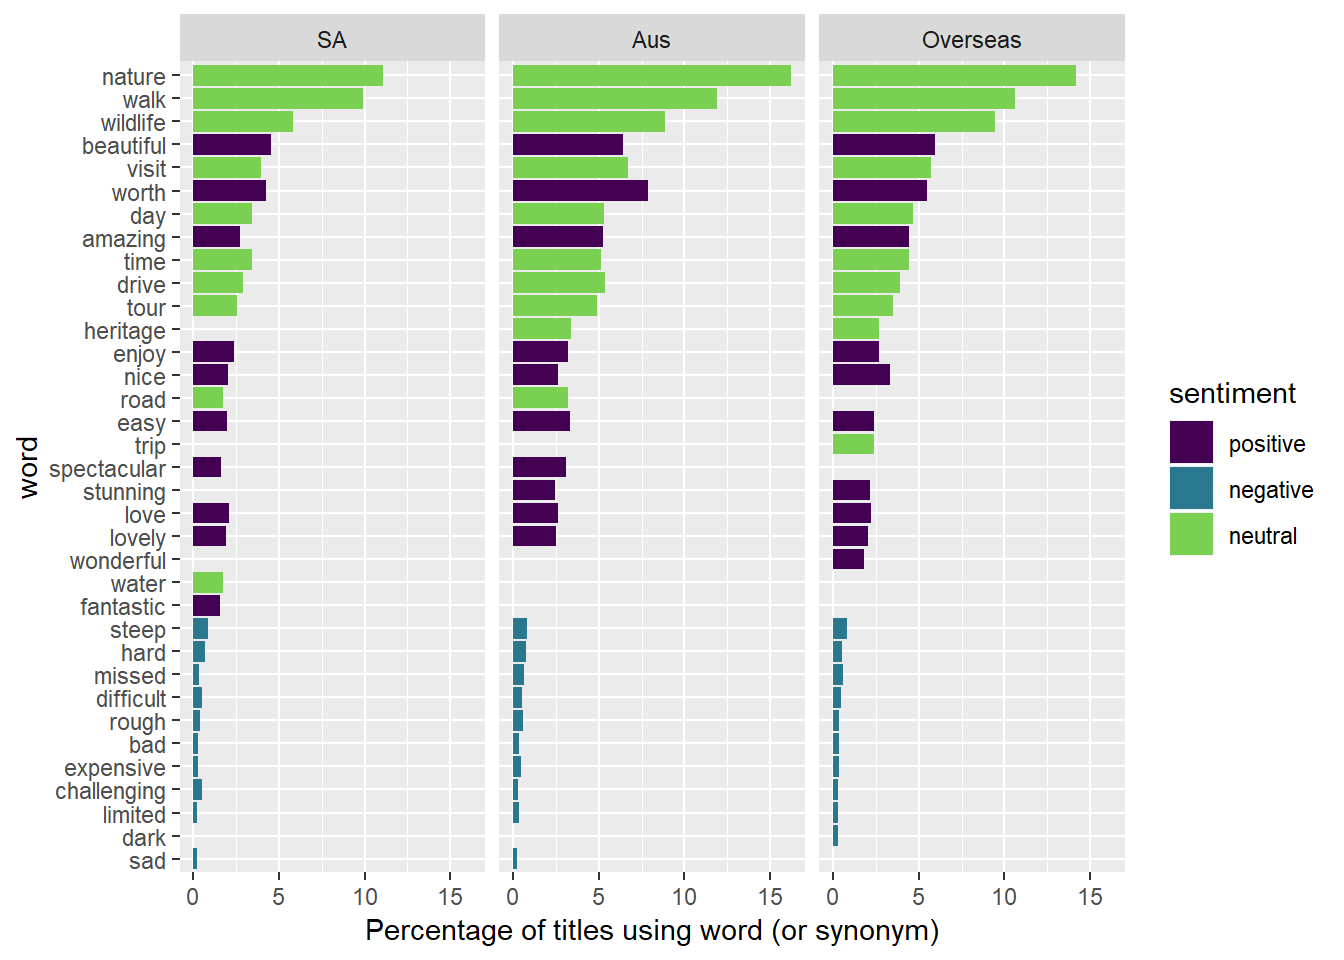 SA
Aus
Overseas
nature
walk
wildlife
beautiful
visit
worth
day
amazing
time
drive
tour
heritage
enjoy
nice
road
easy
trip
spectacular
stunning
love
lovely
wonderful
water
fantastic
steep
hard
missed
difficult
rough
bad
expensive
challenging
limited
dark
sad
word
0 5 10 15 0 5 10 15 0 5 10 15
Percentage of titles using word (or synonym)
sentiment
positive
negative
neutral